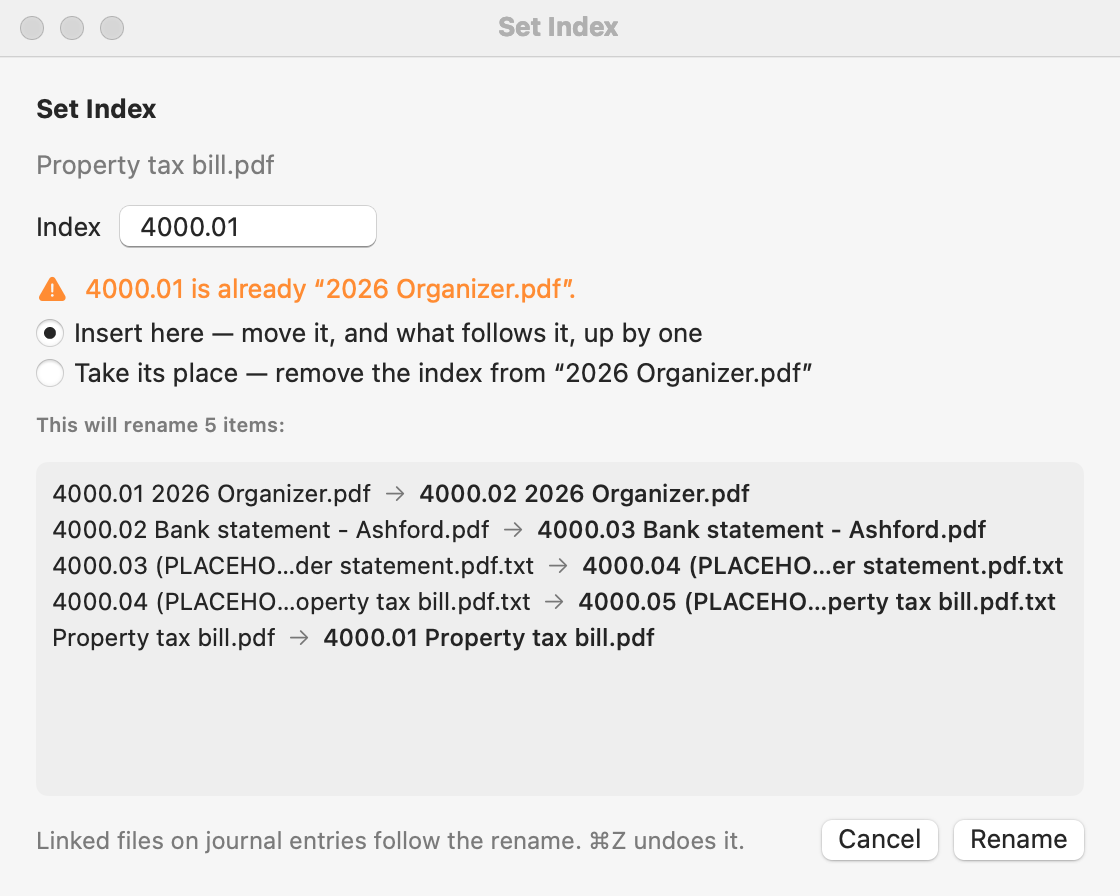 Set Index
Set Index
Property tax bill.pdf
Index 4000.01
4000.01 is already “2026 Organizer.pdf”.
Insert here — move it, and what follows it, up by one
Take its place — remove the index from “2026 Organizer.pdf”
This will rename 5 items:
4000.01 2026 Organizer.pdf → 4000.02 2026 Organizer.pdf
4000.02 Bank statement - Ashford.pdf → 4000.03 Bank statement - Ashford.pdf
4000.03 (PLACEHO...der statement.pdf.txt → 4000.04 (PLACEHO...er statement.pdf.txt
4000.04 (PLACEHO...operty tax bill.pdf.txt → 4000.05 (PLACEHO...perty tax bill.pdf.txt
Property tax bill.pdf → 4000.01 Property tax bill.pdf
Linked files on journal entries follow the rename. ⌘Z undoes it. Cancel Rename